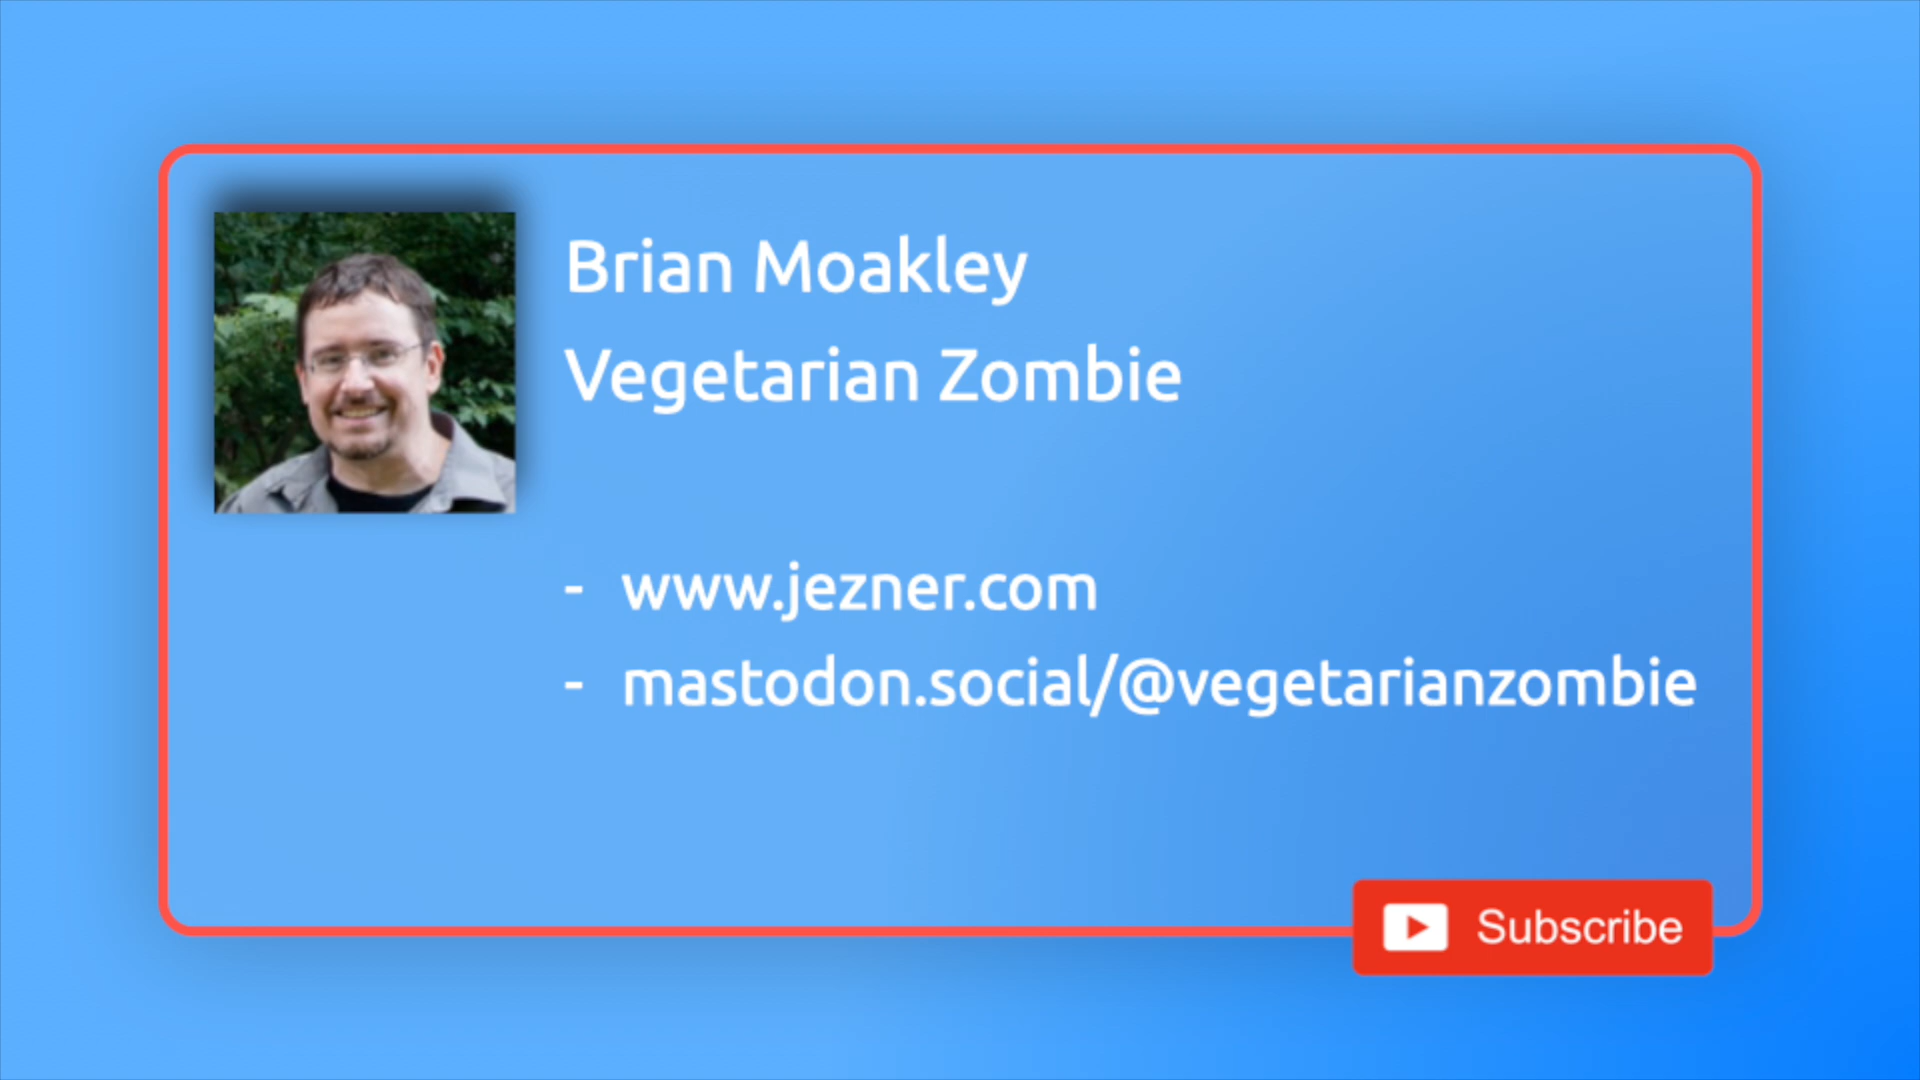 Brian Moakley
Vegetarian Zombie
- www.jezner.com
- mastodon.social/@vegetarianzombie
Subscribe